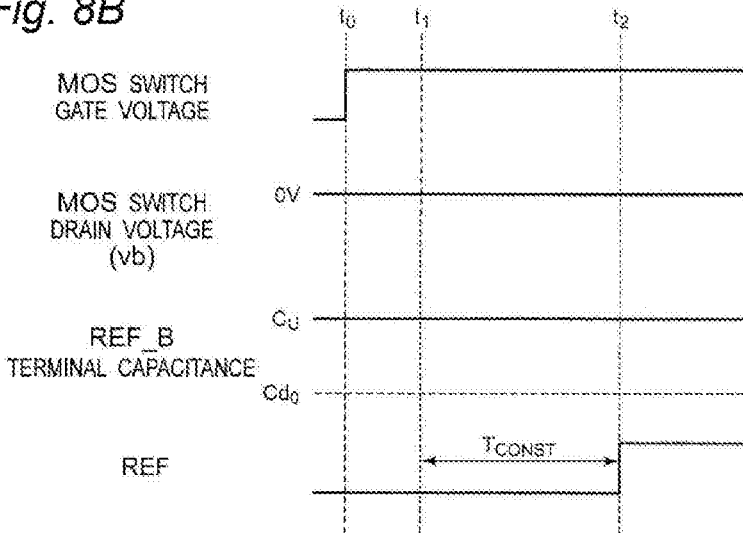 Fig. 8B
t0 t1 t2
MOS SWITCH
GATE VOLTAGE
0V
MOS SWITCH
DRAIN VOLTAGE
(vb)
CU
REF_B
TERMINAL CAPACITANCE
Cd0
TCONST
REF